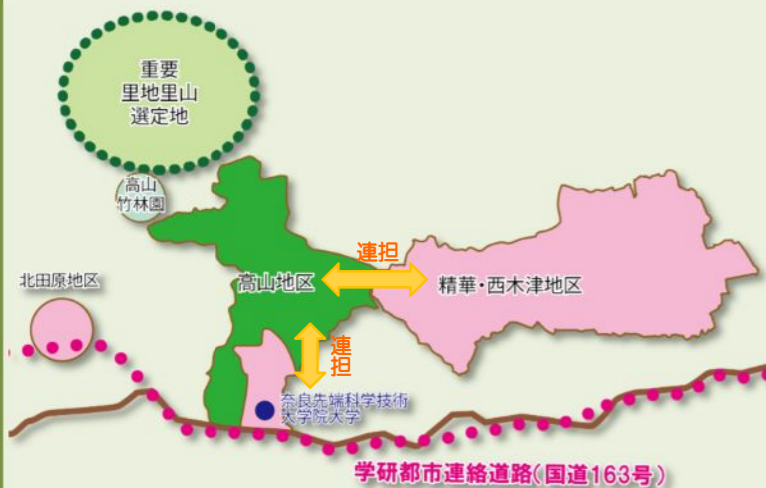 重要
里地里山
選定地
高山
竹林園
連担
北田原地区
高山地区
精華・西木津地区
連
担
奈良先端科学技術
大学院大学
学研都市連絡道路(国道163号)